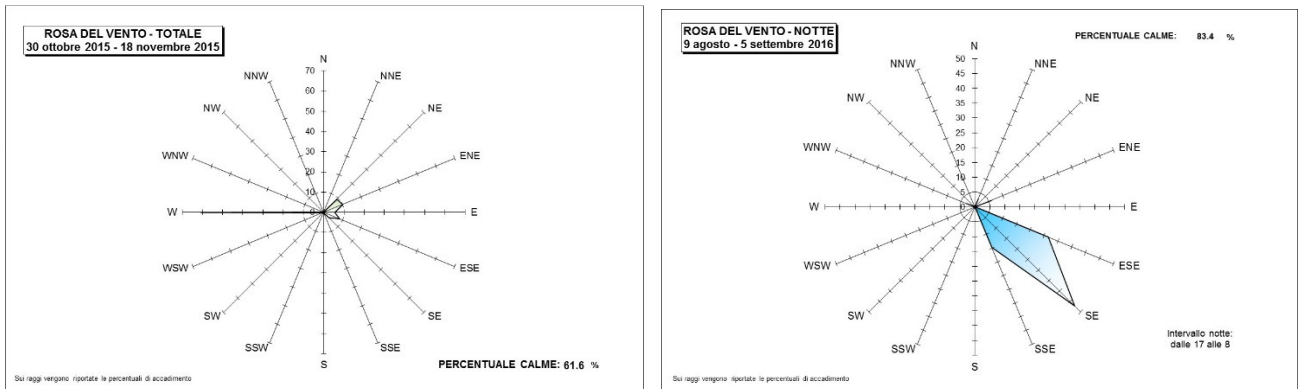 ROSA DEL VENTO - TOTALE
30 ottobre 2015 - 18 novembre 2015
N
NNW
NNE
NW
NE
WNW
ENE
W
E
WSW
ESE
SW
SE
SSW
SSE
S
70
60
50
40
30
20
10
0
PERCENTUALE CALME: 61.6 %
Sui raggi vengono riportate le percentuali di accadimento
ROSA DEL VENTO - NOTTE
9 agosto - 5 settembre 2016
PERCENTUALE CALME: 83.4 %
N
NNW
NNE
NW
NE
WNW
ENE
W
E
WSW
ESE
SW
SE
SSW
SSE
S
50
45
40
35
30
25
20
15
10
5
0
Intervallo notte:
dalle 17 alle 8
Sui raggi vengono riportate le percentuali di accadimento